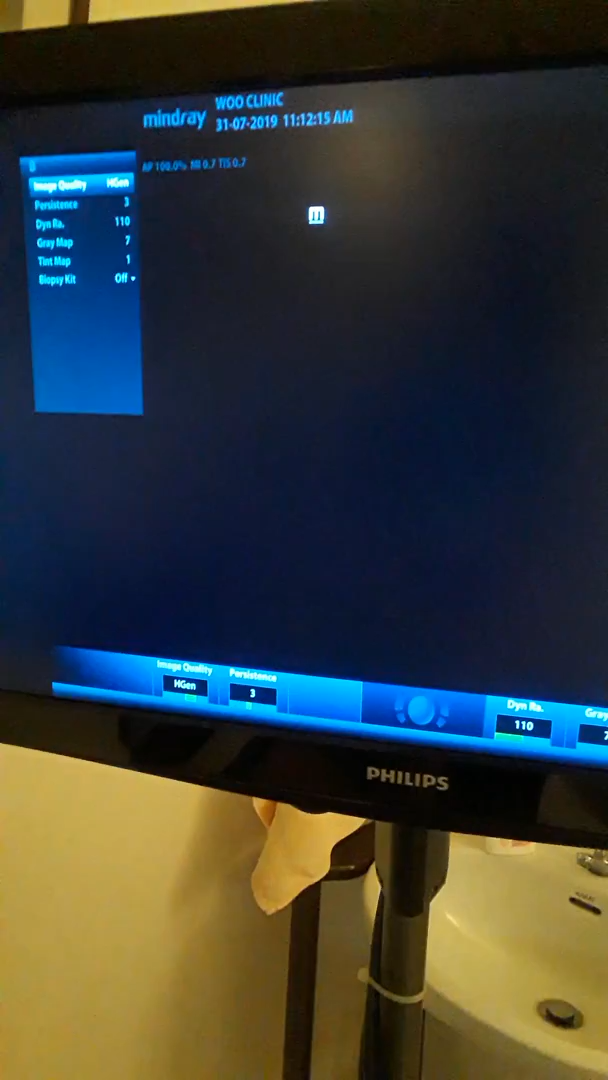 mindray
WOO CLINIC
31-07-2019 11:12:15 AM
AP 100.0% MI 0.7 TIS 0.7
B
Image Quality HGen
Persistence 3
Dyn Ra. 110
Gray Map 7
Tint Map 1
Biopsy Kit Off
m
Image Quality
HGen
Persistence
3
Dyn Ra.
110
Gray
7
PHILIPS